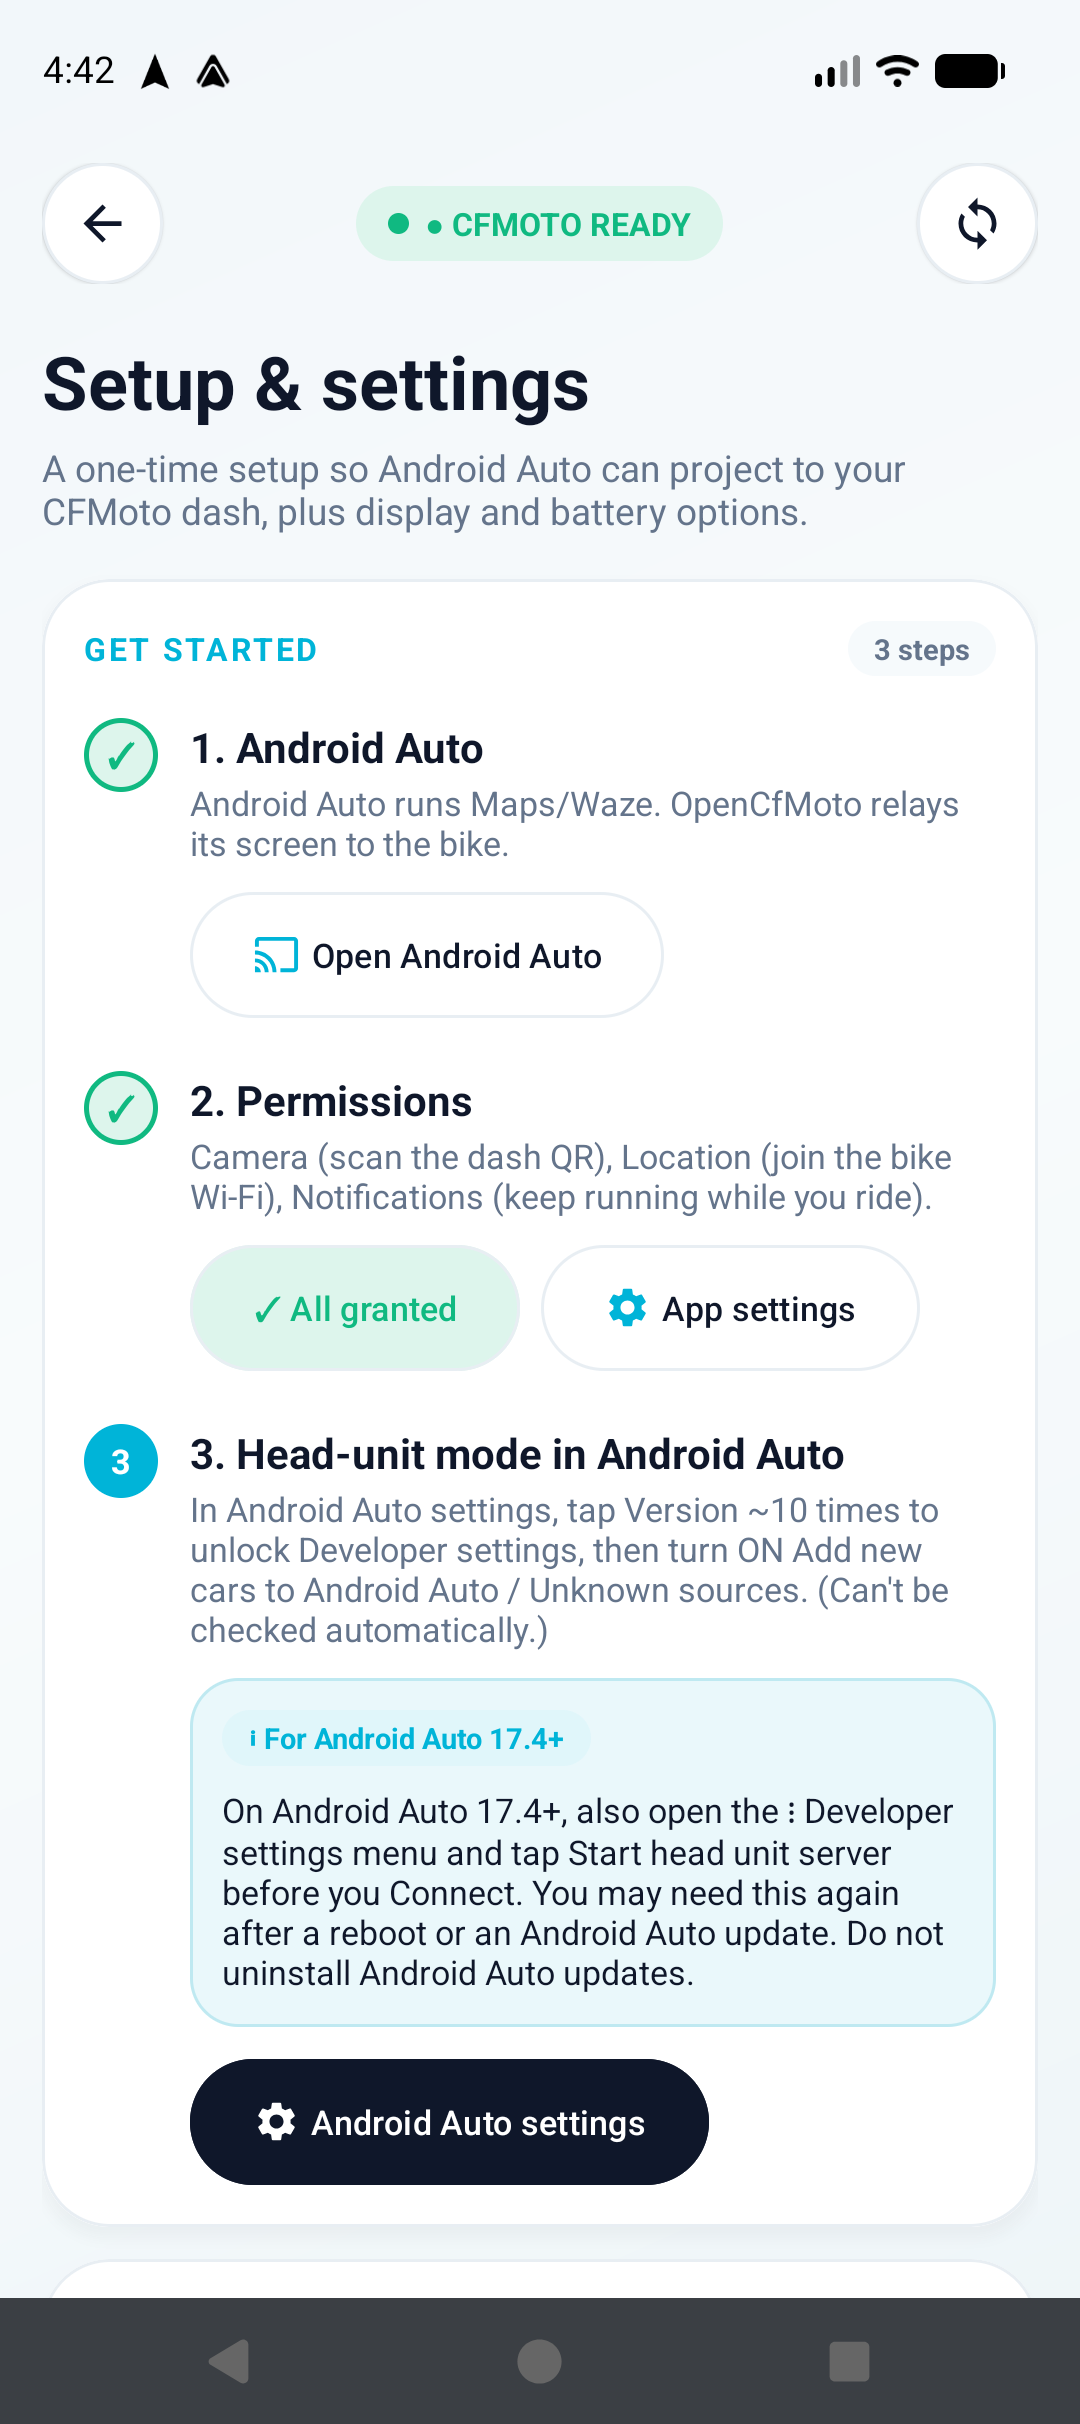 4:42
● CFMOTO READY
Setup & settings
A one-time setup so Android Auto can project to your
CFMoto dash, plus display and battery options.
GET STARTED
3 steps
✓
1. Android Auto
Android Auto runs Maps/Waze. OpenCfMoto relays
its screen to the bike.
Open Android Auto
✓
2. Permissions
Camera (scan the dash QR), Location (join the bike
Wi-Fi), Notifications (keep running while you ride).
✓ All granted
App settings
3
3. Head-unit mode in Android Auto
In Android Auto settings, tap Version ~10 times to
unlock Developer settings, then turn ON Add new
cars to Android Auto / Unknown sources. (Can't be
checked automatically.)
i For Android Auto 17.4+
On Android Auto 17.4+, also open the ⋮ Developer
settings menu and tap Start head unit server
before you Connect. You may need this again
after a reboot or an Android Auto update. Do not
uninstall Android Auto updates.
Android Auto settings